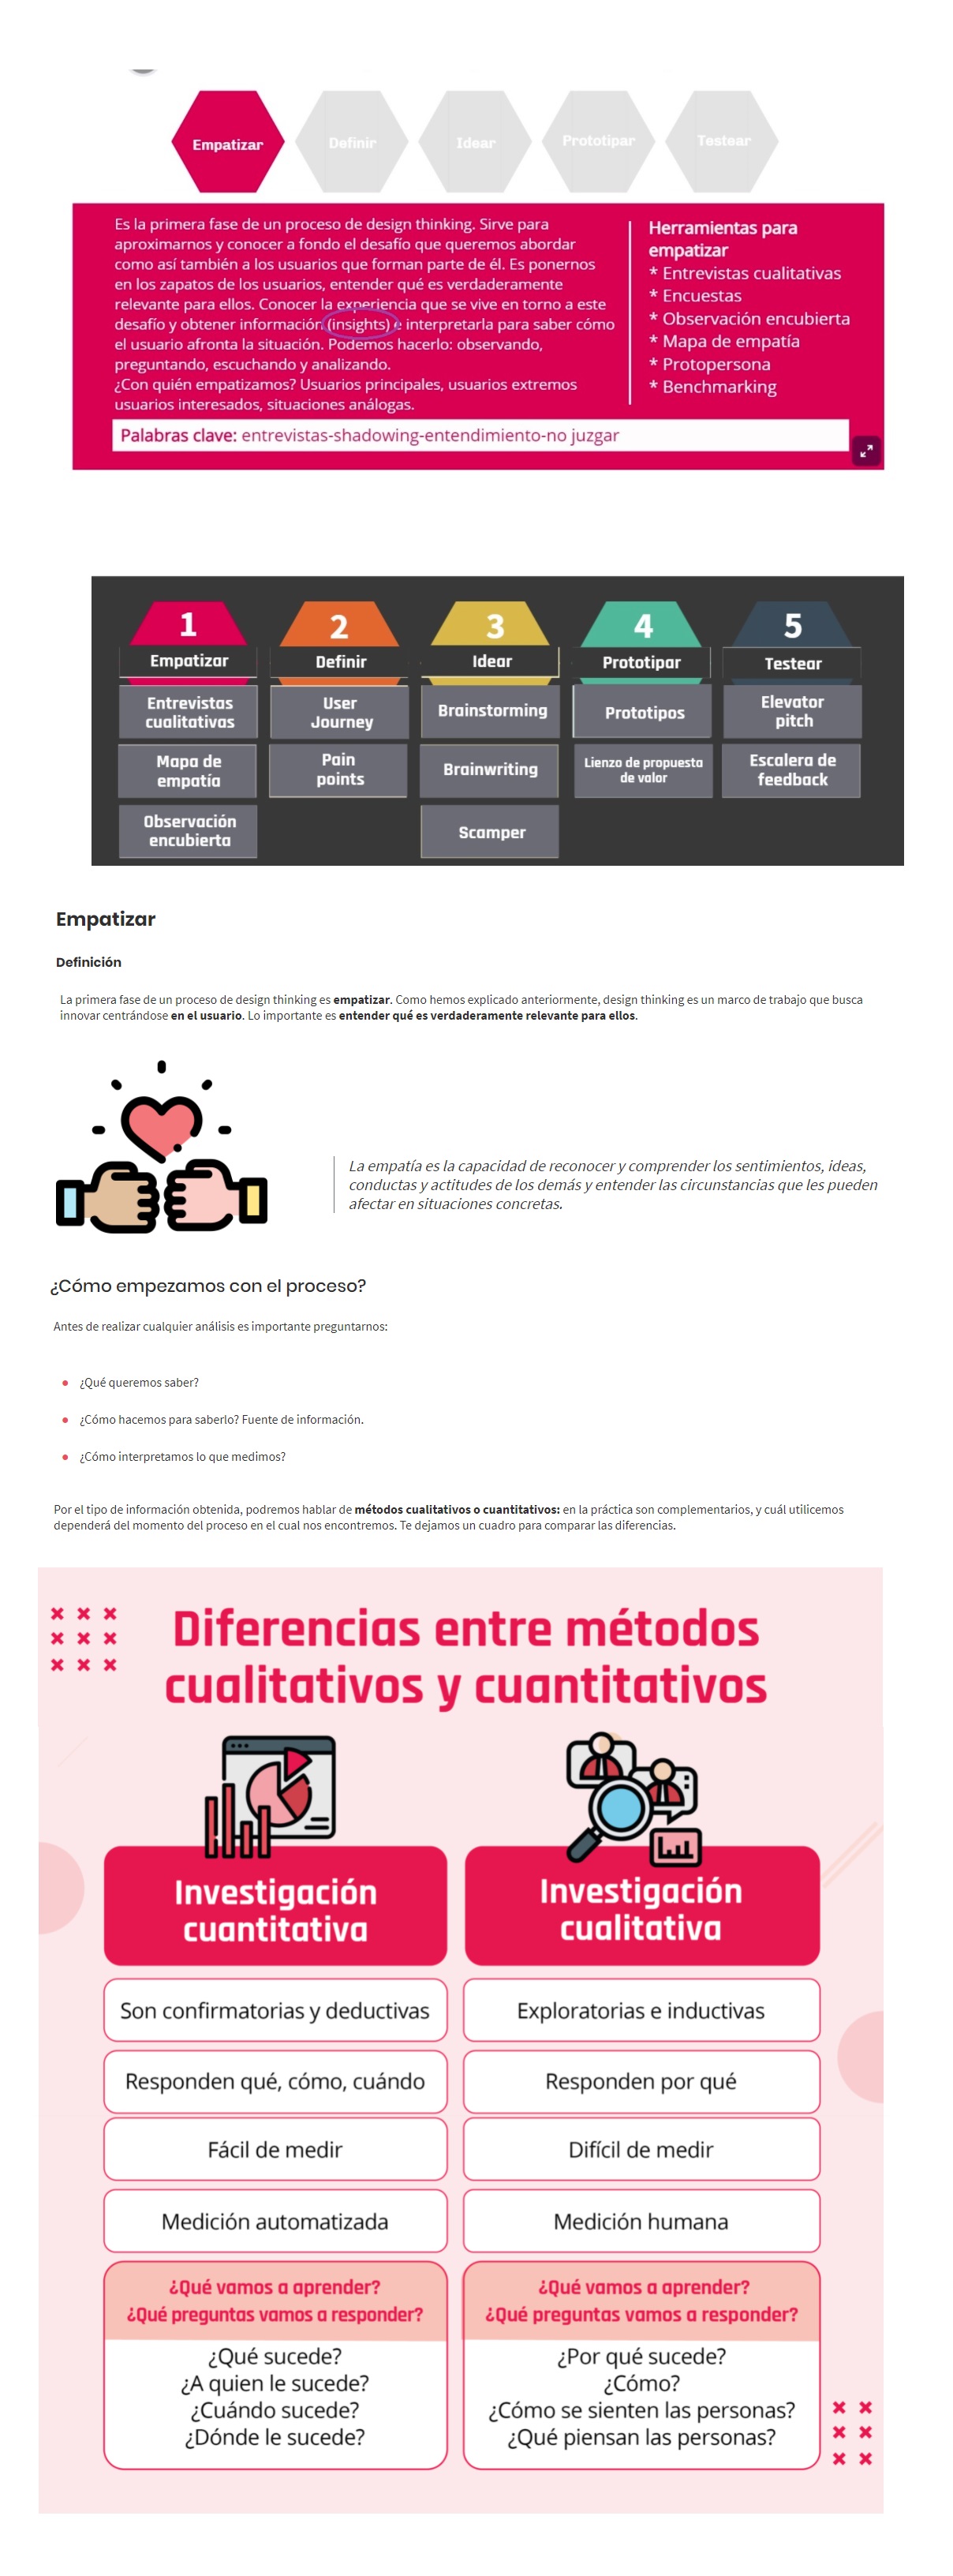 Empatizar
Definir
Idear
Prototipar
Testear
Es la primera fase de un proceso de design thinking. Sirve para
aproximarnos y conocer a fondo el desafío que queremos abordar
como así también a los usuarios que forman parte de él. Es ponernos
en los zapatos de los usuarios, entender qué es verdaderamente
relevante para ellos. Conocer la experiencia que se vive en torno a este
desafío y obtener información (insights) e interpretarla para saber cómo
el usuario afronta la situación. Podemos hacerlo: observando,
preguntando, escuchando y analizando.
¿Con quién empatizamos? Usuarios principales, usuarios extremos
usuarios interesados, situaciones análogas.
Herramientas para
empatizar
* Entrevistas cualitativas
* Encuestas
* Observación encubierta
* Mapa de empatía
* Protopersona
* Benchmarking
Palabras clave: entrevistas-shadowing-entendimiento-no juzgar
1
Empatizar
Entrevistas
cualitativas
Mapa de
empatía
Observación
encubierta
2
Definir
User
Journey
Pain
points
3
Idear
Brainstorming
Brainwriting
Scamper
4
Prototipar
Prototipos
Lienzo de propuesta
de valor
5
Testear
Elevator
pitch
Escalera de
feedback
Empatizar
Definición
La primera fase de un proceso de design thinking es empatizar. Como hemos explicado anteriormente, design thinking es un marco de trabajo que busca
innovar centrándose en el usuario. Lo importante es entender qué es verdaderamente relevante para ellos.
La empatía es la capacidad de reconocer y comprender los sentimientos, ideas,
conductas y actitudes de los demás y entender las circunstancias que les pueden
afectar en situaciones concretas.
¿Cómo empezamos con el proceso?
Antes de realizar cualquier análisis es importante preguntarnos:
• ¿Qué queremos saber?
• ¿Cómo hacemos para saberlo? Fuente de información.
• ¿Cómo interpretamos lo que medimos?
Por el tipo de información obtenida, podremos hablar de métodos cualitativos o cuantitativos: en la práctica son complementarios, y cuál utilicemos
dependerá del momento del proceso en el cual nos encontremos. Te dejamos un cuadro para comparar las diferencias.
Diferencias entre métodos
cualitativos y cuantitativos
Investigación
cuantitativa
Son confirmatorias y deductivas
Responden qué, cómo, cuándo
Fácil de medir
Medición automatizada
¿Qué vamos a aprender?
¿Qué preguntas vamos a responder?
¿Qué sucede?
¿A quien le sucede?
¿Cuándo sucede?
¿Dónde le sucede?
Investigación
cualitativa
Exploratorias e inductivas
Responden por qué
Difícil de medir
Medición humana
¿Qué vamos a aprender?
¿Qué preguntas vamos a responder?
¿Por qué sucede?
¿Cómo?
¿Cómo se sienten las personas?
¿Qué piensan las personas?